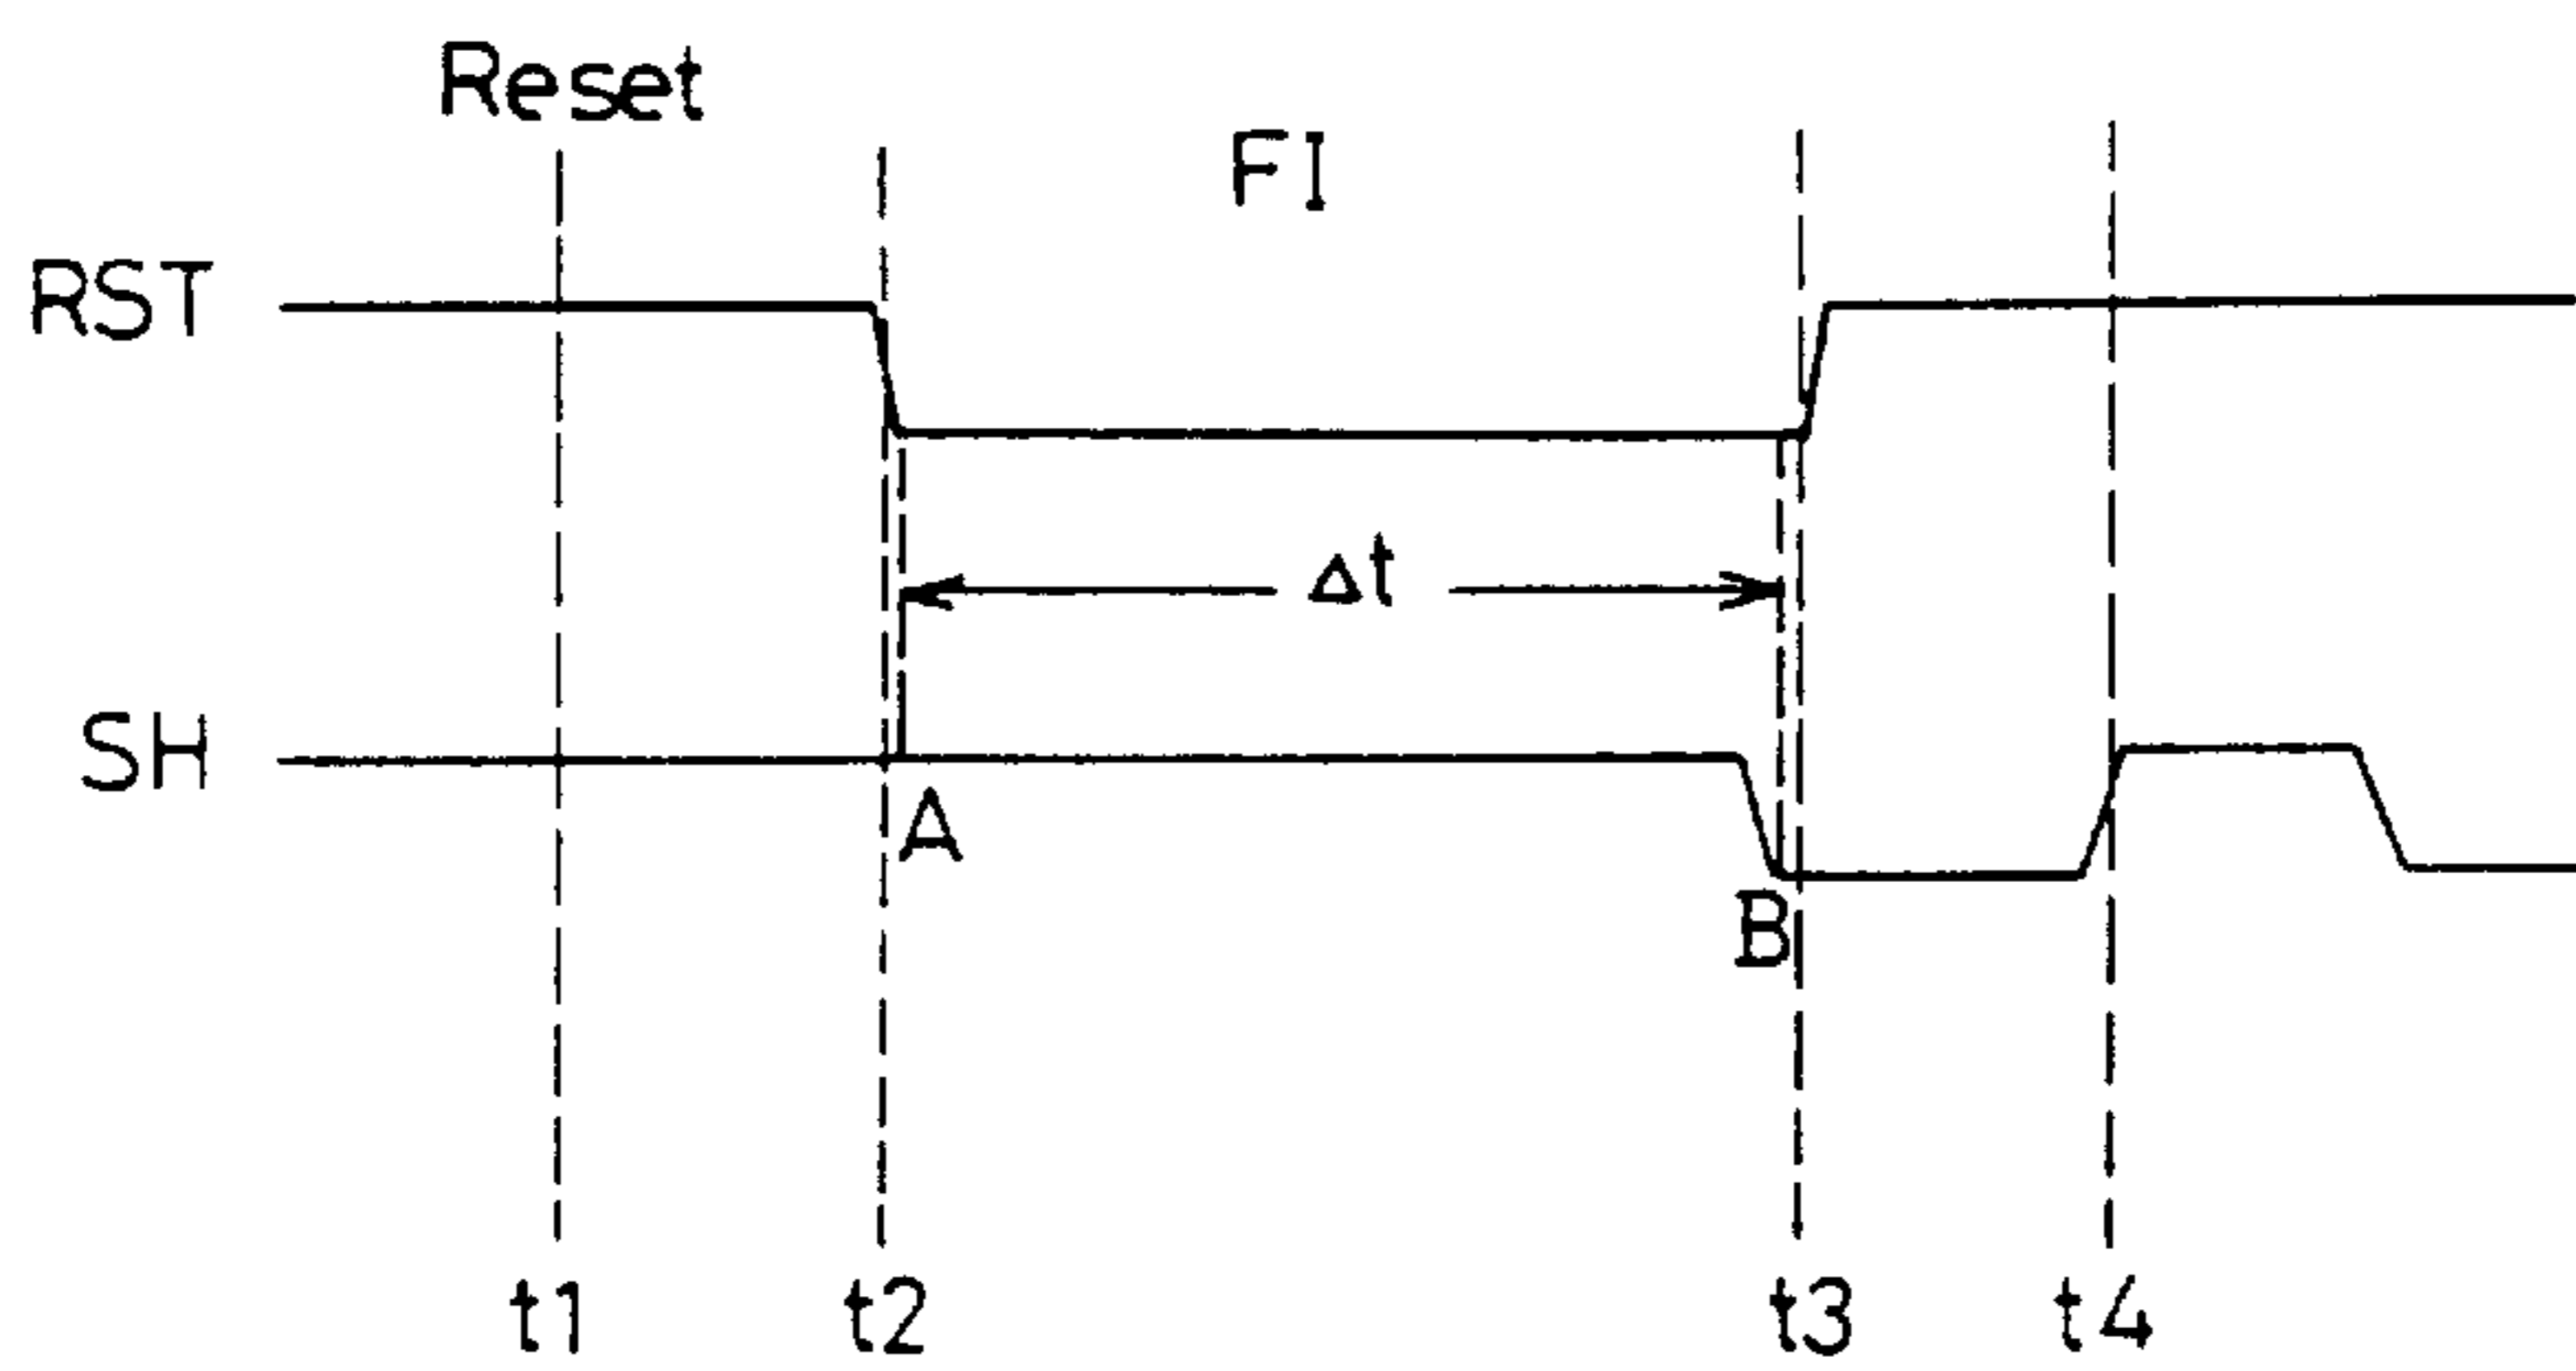 Reset
FI
RST
Δt
SH
A
B
t1 t2 t3 t4